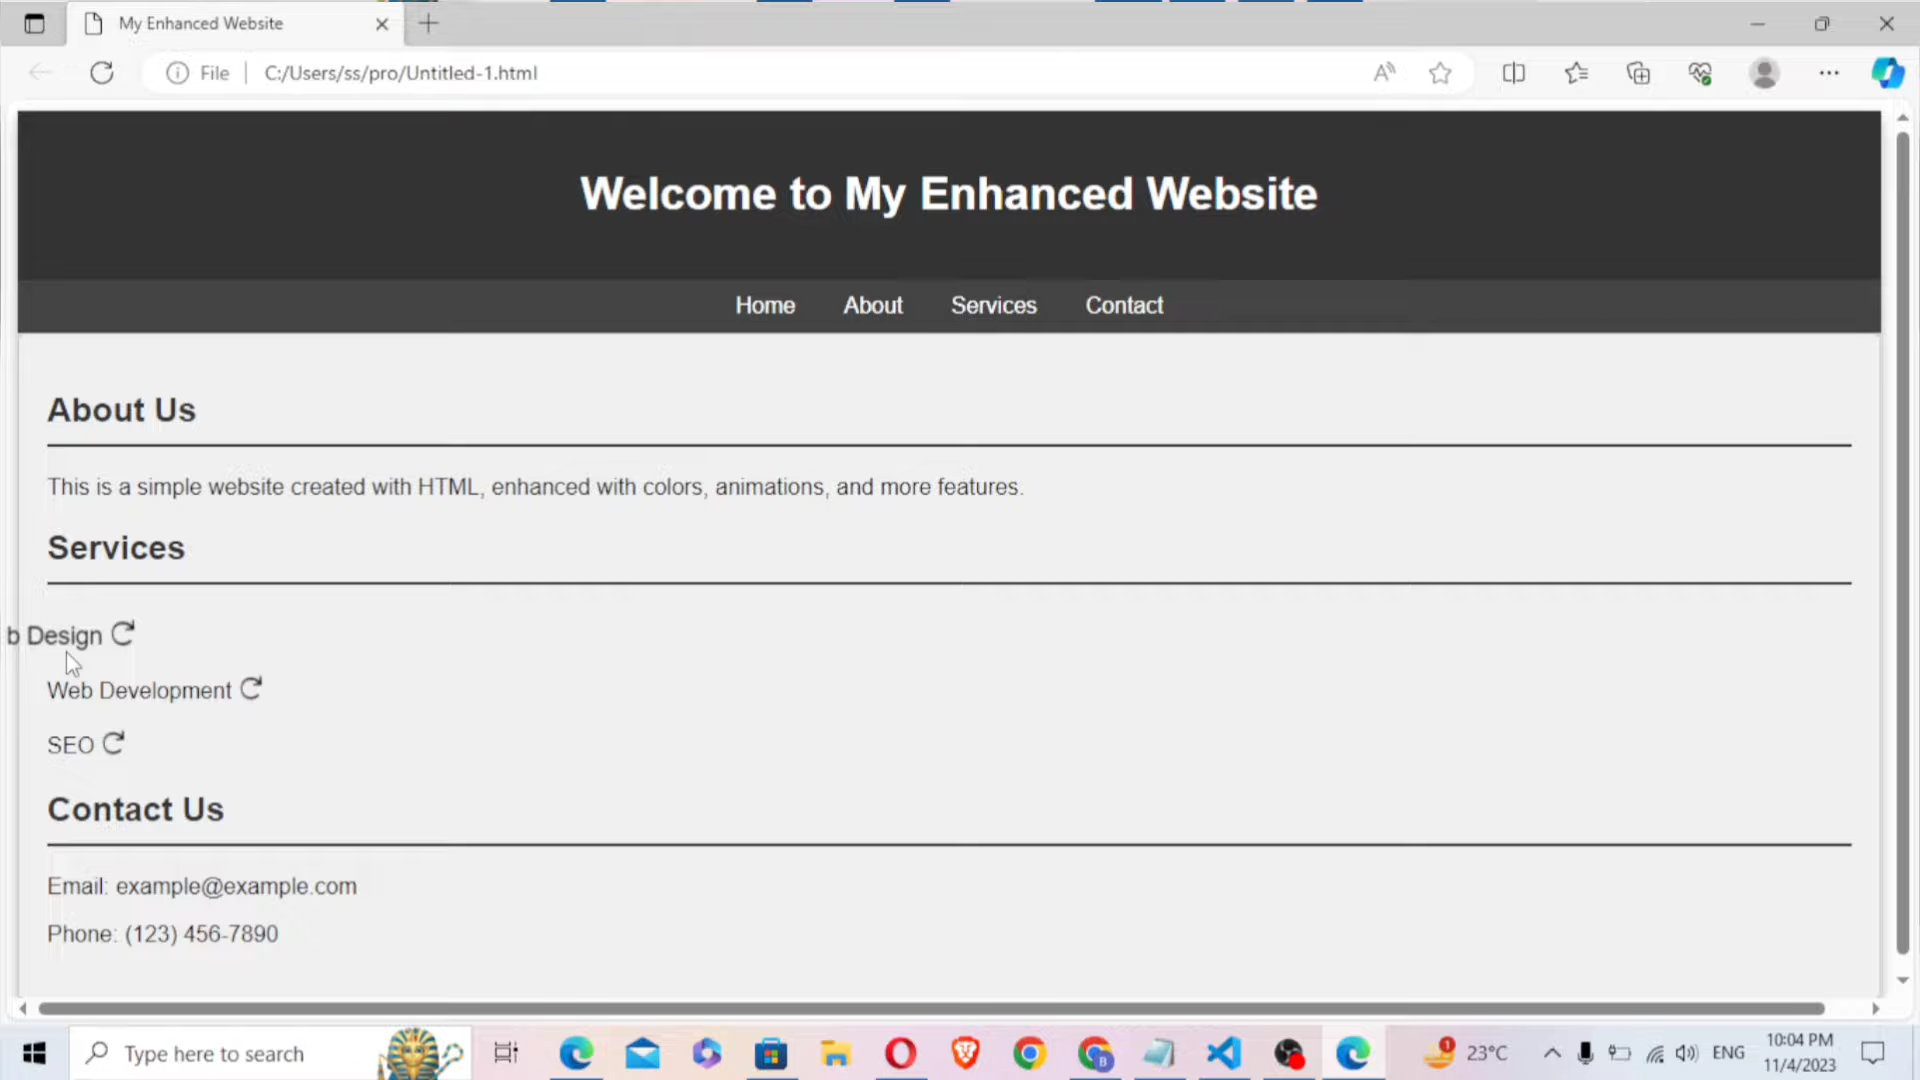 My Enhanced Website
File
C:/Users/ss/pro/Untitled-1.html
Welcome to My Enhanced Website
Home About Services Contact
About Us
This is a simple website created with HTML, enhanced with colors, animations, and more features.
Services
b Design
Web Development
SEO
Contact Us
Email: example@example.com
Phone: (123) 456-7890
Type here to search
1
23°C
ENG
10:04 PM
11/4/2023